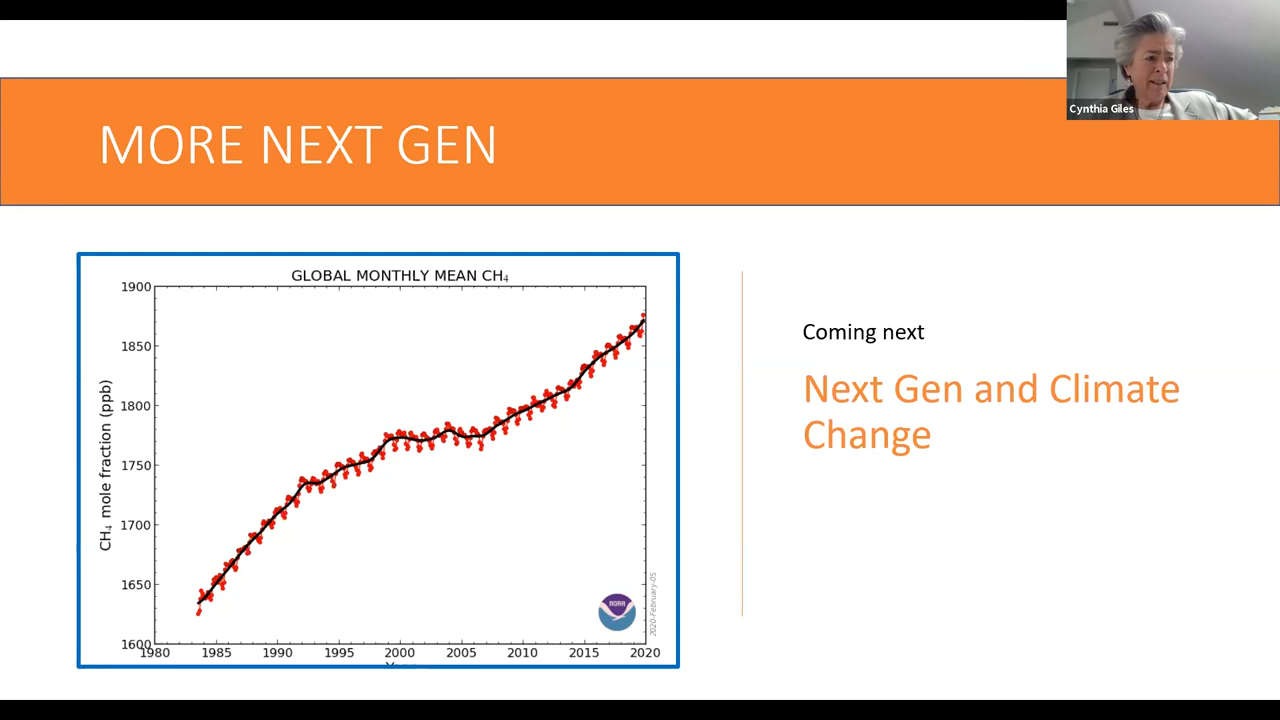 Cynthia Giles
MORE NEXT GEN
GLOBAL MONTHLY MEAN CH₄
CH₄ mole fraction (ppb)
1900
1850
1800
1750
1700
1650
1600
1980 1985 1990 1995 2000 2005 2010 2015 2020
NOAA
2020-February-05
Coming next
Next Gen and Climate
Change